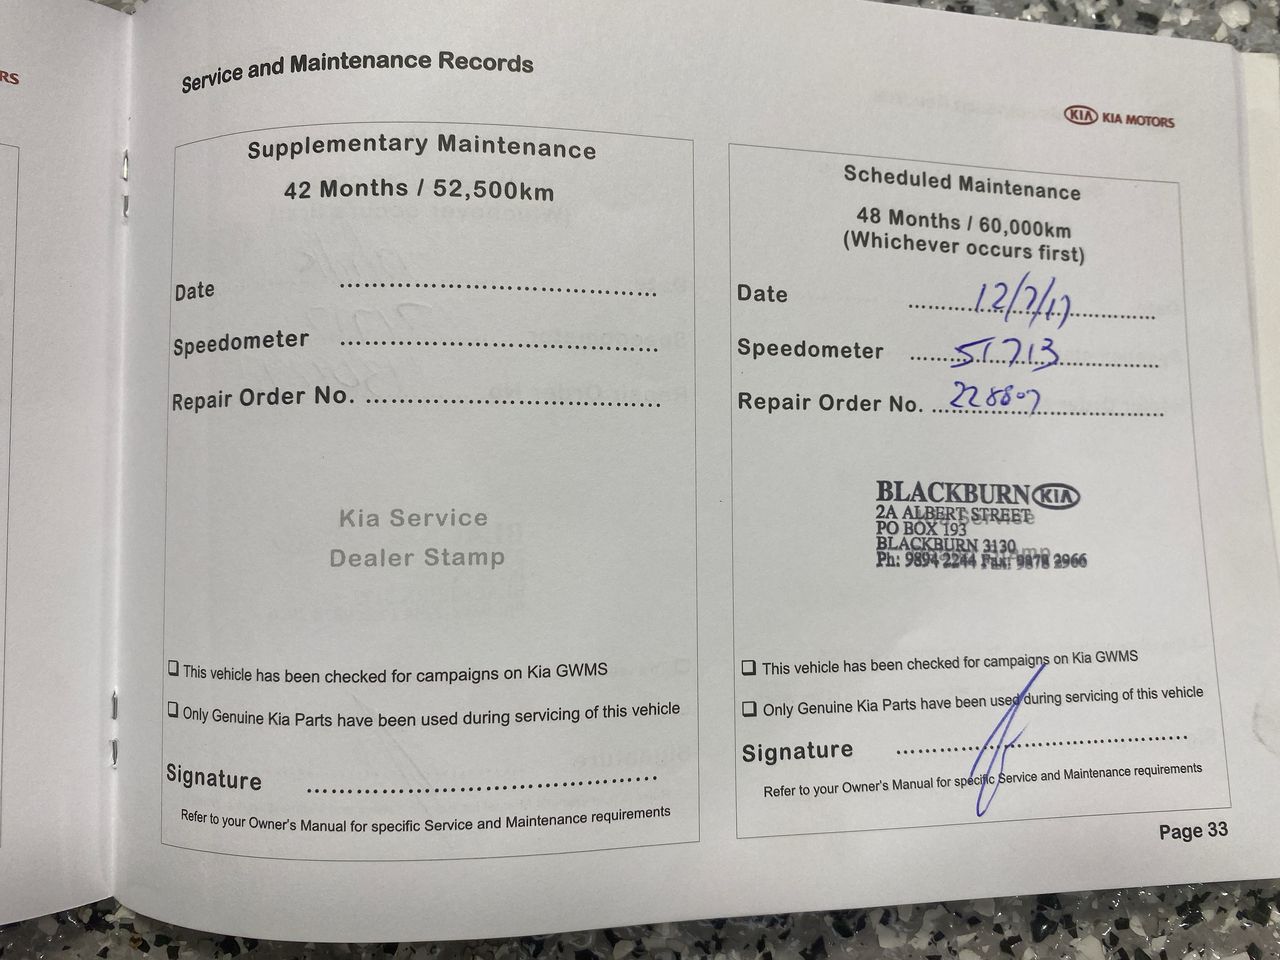 RS
Service and Maintenance Records
KIA KIA MOTORS
Supplementary Maintenance
42 Months / 52,500km
Date ................................................
Speedometer ................................................
Repair Order No. ............................................
Kia Service
Dealer Stamp
❏ This vehicle has been checked for campaigns on Kia GWMS
❏ Only Genuine Kia Parts have been used during servicing of this vehicle
Signature ................................................
Refer to your Owner's Manual for specific Service and Maintenance requirements
Scheduled Maintenance
48 Months / 60,000km
(Whichever occurs first)
Date 12/7/17
Speedometer 51713
Repair Order No. 228807
BLACKBURN KIA
2A ALBERT STREET
PO BOX 193
BLACKBURN 3130
Ph: 9894 2244 Fax: 9878 2966
❏ This vehicle has been checked for campaigns on Kia GWMS
❏ Only Genuine Kia Parts have been used during servicing of this vehicle
Signature ................................................
Refer to your Owner's Manual for specific Service and Maintenance requirements
Page 33